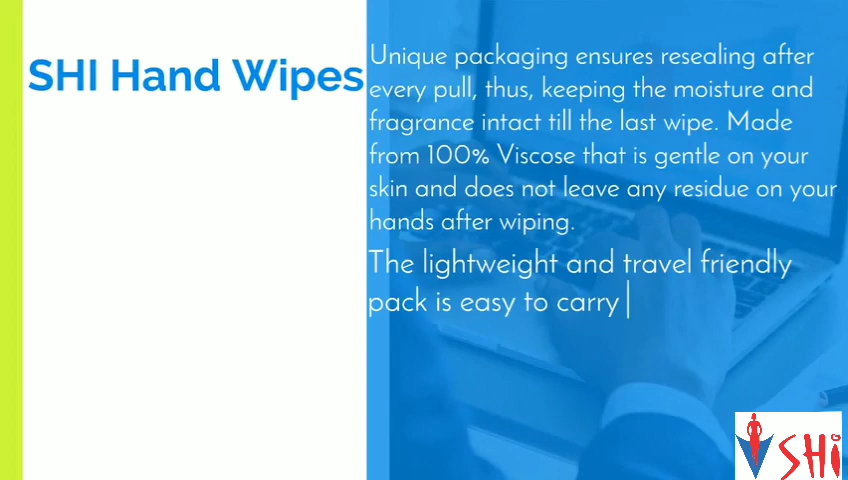 SHI Hand Wipes
Unique packaging ensures resealing after
every pull, thus, keeping the moisture and
fragrance intact till the last wipe. Made
from 100% Viscose that is gentle on your
skin and does not leave any residue on your
hands after wiping.
The lightweight and travel friendly
pack is easy to carry
SHi